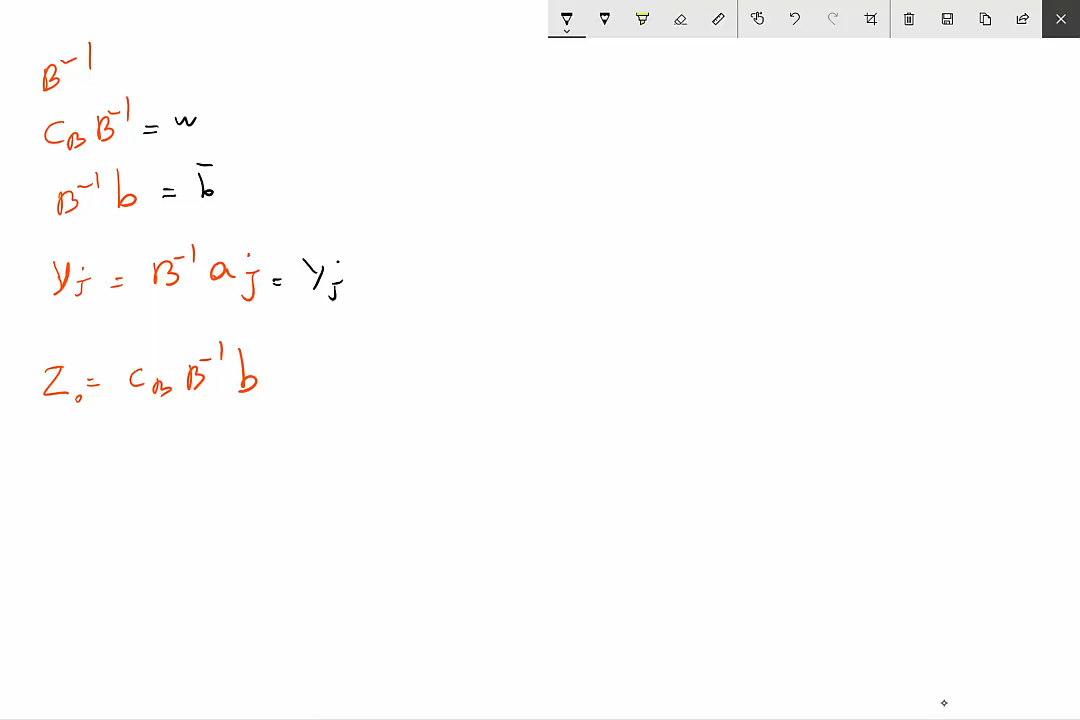 B⁻¹
C_B B⁻¹ = w
B⁻¹ b = b̄
y_j = B⁻¹ a_j = y_j
Z₀ = C_B B⁻¹ b